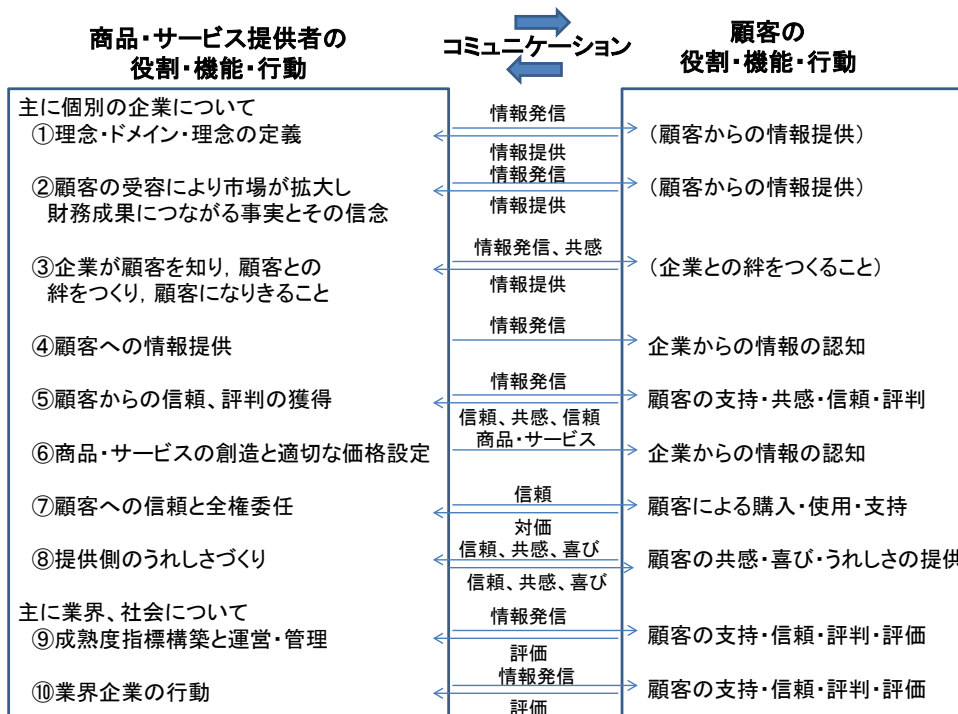 商品・サービス提供者の
役割・機能・行動
コミュニケーション
顧客の
役割・機能・行動
主に個別の企業について
①理念・ドメイン・理念の定義
情報発信
情報提供
(顧客からの情報提供)
②顧客の受容により市場が拡大し
財務成果につながる事実とその信念
情報発信
情報提供
(顧客からの情報提供)
③企業が顧客を知り, 顧客との
絆をつくり, 顧客になりきること
情報発信、共感
情報提供
(企業との絆をつくること)
④顧客への情報提供
情報発信
企業からの情報の認知
⑤顧客からの信頼、評判の獲得
情報発信
信頼、共感、信頼
顧客の支持・共感・信頼・評判
⑥商品・サービスの創造と適切な価格設定
商品・サービス
企業からの情報の認知
⑦顧客への信頼と全権委任
信頼
対価
顧客による購入・使用・支持
⑧提供側のうれしさづくり
信頼、共感、喜び
信頼、共感、喜び
顧客の共感・喜び・うれしさの提供
主に業界、社会について
⑨成熟度指標構築と運営・管理
情報発信
評価
顧客の支持・信頼・評判・評価
⑩業界企業の行動
情報発信
評価
顧客の支持・信頼・評判・評価